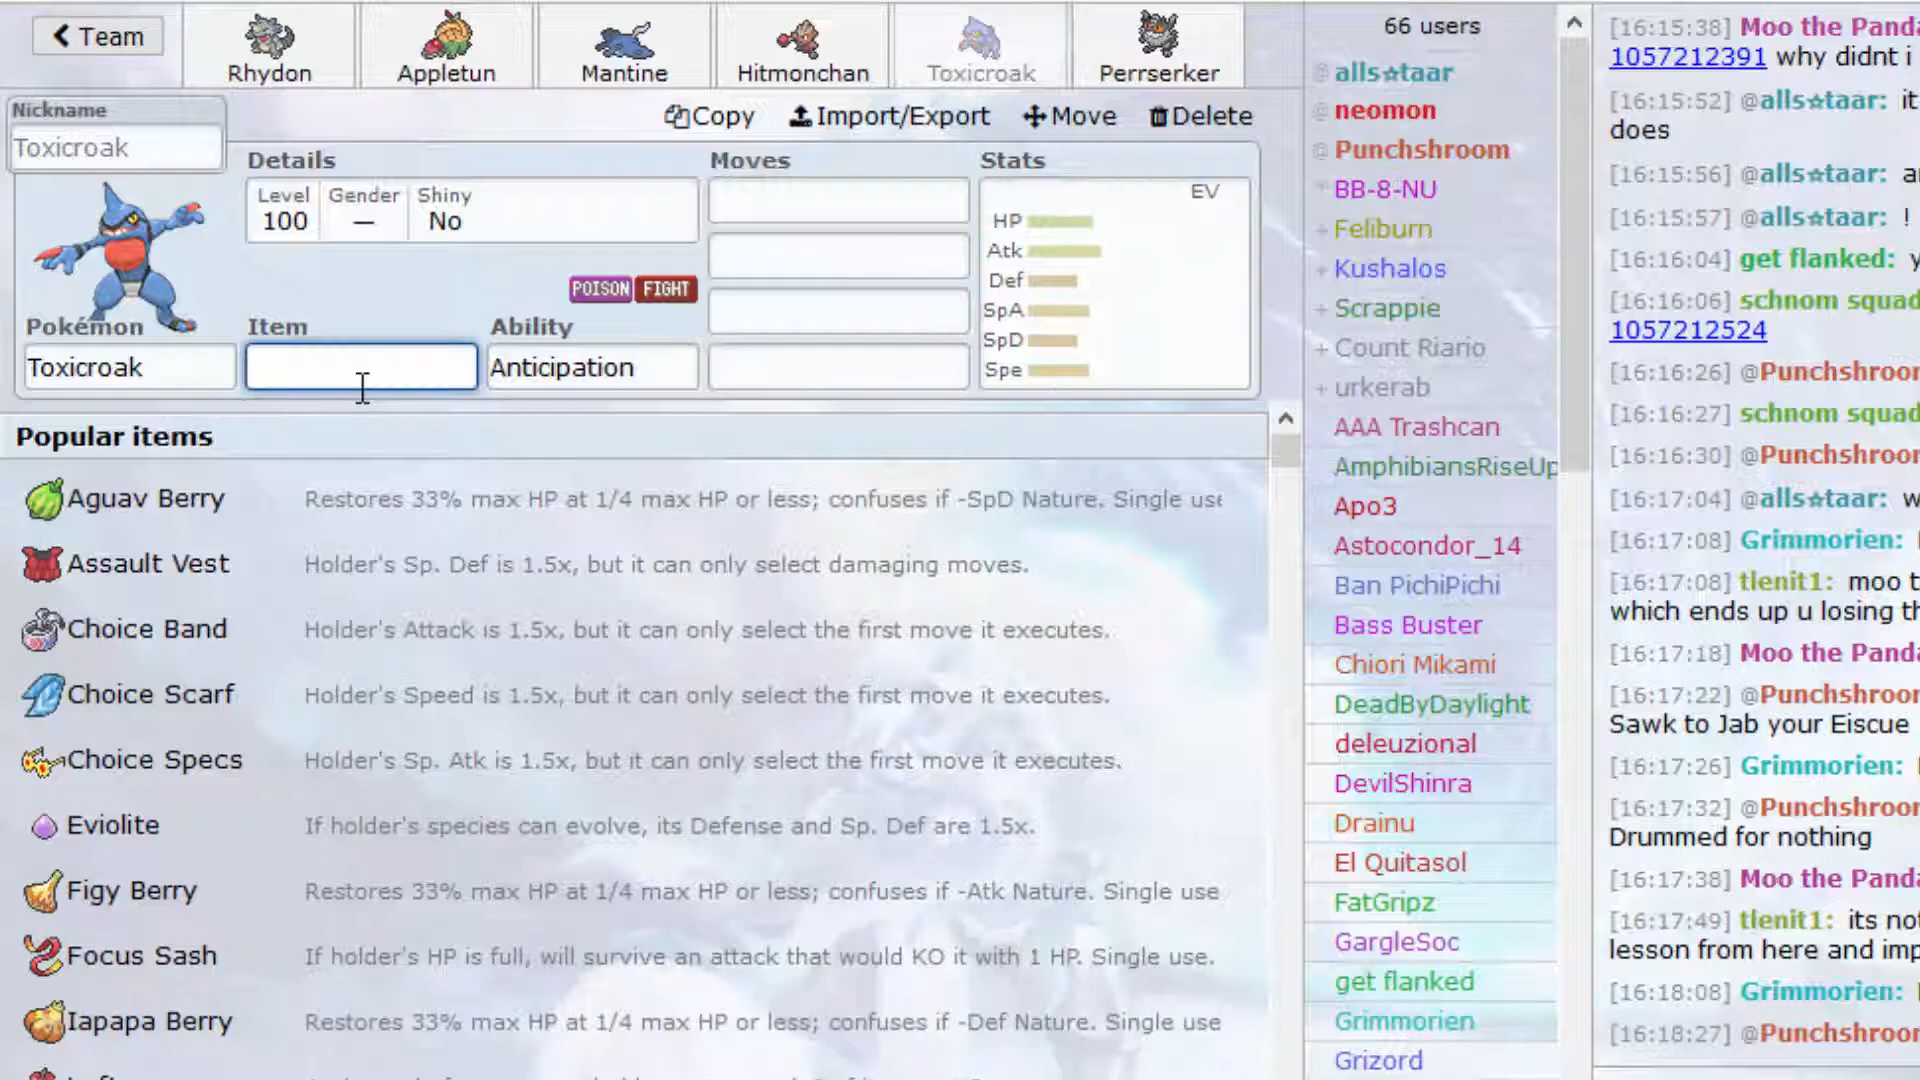 Team
Rhydon
Appletun
Mantine
Hitmonchan
Toxicroak
Perrserker
Copy
Import/Export
Move
Delete
Nickname
Toxicroak
Details
Level
100
Gender
—
Shiny
No
POISON
FIGHT
Pokémon
Toxicroak
Item
Ability
Anticipation
Moves
Stats
EV
HP
Atk
Def
SpA
SpD
Spe
Popular items
Aguav Berry Restores 33% max HP at 1/4 max HP or less; confuses if -SpD Nature. Single use
Assault Vest Holder's Sp. Def is 1.5x, but it can only select damaging moves.
Choice Band Holder's Attack is 1.5x, but it can only select the first move it executes.
Choice Scarf Holder's Speed is 1.5x, but it can only select the first move it executes.
Choice Specs Holder's Sp. Atk is 1.5x, but it can only select the first move it executes.
Eviolite If holder's species can evolve, its Defense and Sp. Def are 1.5x.
Figy Berry Restores 33% max HP at 1/4 max HP or less; confuses if -Atk Nature. Single use
Focus Sash If holder's HP is full, will survive an attack that would KO it with 1 HP. Single use.
Iapapa Berry Restores 33% max HP at 1/4 max HP or less; confuses if -Def Nature. Single use
66 users
@alls☆taar
@neomon
@Punchshroom
BB-8-NU
+Feliburn
+Kushalos
+Scrappie
+Count Riario
+urkerab
AAA Trashcan
AmphibiansRiseUp
Apo3
Astocondor_14
Ban PichiPichi
Bass Buster
Chiori Mikami
DeadByDaylight
deleuzional
DevilShinra
Drainu
El Quitasol
FatGripz
GargleSoc
get flanked
Grimmorien
Grizord
[16:15:38] Moo the Panda
1057212391 why didnt i
[16:15:52] @alls☆taar: it
does
[16:15:56] @alls☆taar:
[16:15:57] @alls☆taar: !
[16:16:04] get flanked: y
[16:16:06] schnom squad
1057212524
[16:16:26] @Punchshroom
[16:16:27] schnom squad
[16:16:30] @Punchshroom
[16:17:04] @alls☆taar: w
[16:17:08] Grimmorien:
[16:17:08] tlenit1: moo t
which ends up u losing th
[16:17:18] Moo the Panda
[16:17:22] @Punchshroom
Sawk to Jab your Eiscue
[16:17:26] Grimmorien:
[16:17:32] @Punchshroom
Drummed for nothing
[16:17:38] Moo the Panda
[16:17:49] tlenit1: its not
lesson from here and imp
[16:18:08] Grimmorien:
[16:18:27] @Punchshroom